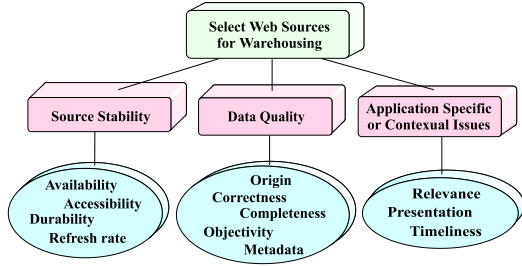 Select Web Sources
for Warehousing
Source Stability
Data Quality
Application Specific
or Contexual Issues
Availability
Accessibility
Durability
Refresh rate
Origin
Correctness
Completeness
Objectivity
Metadata
Relevance
Presentation
Timeliness